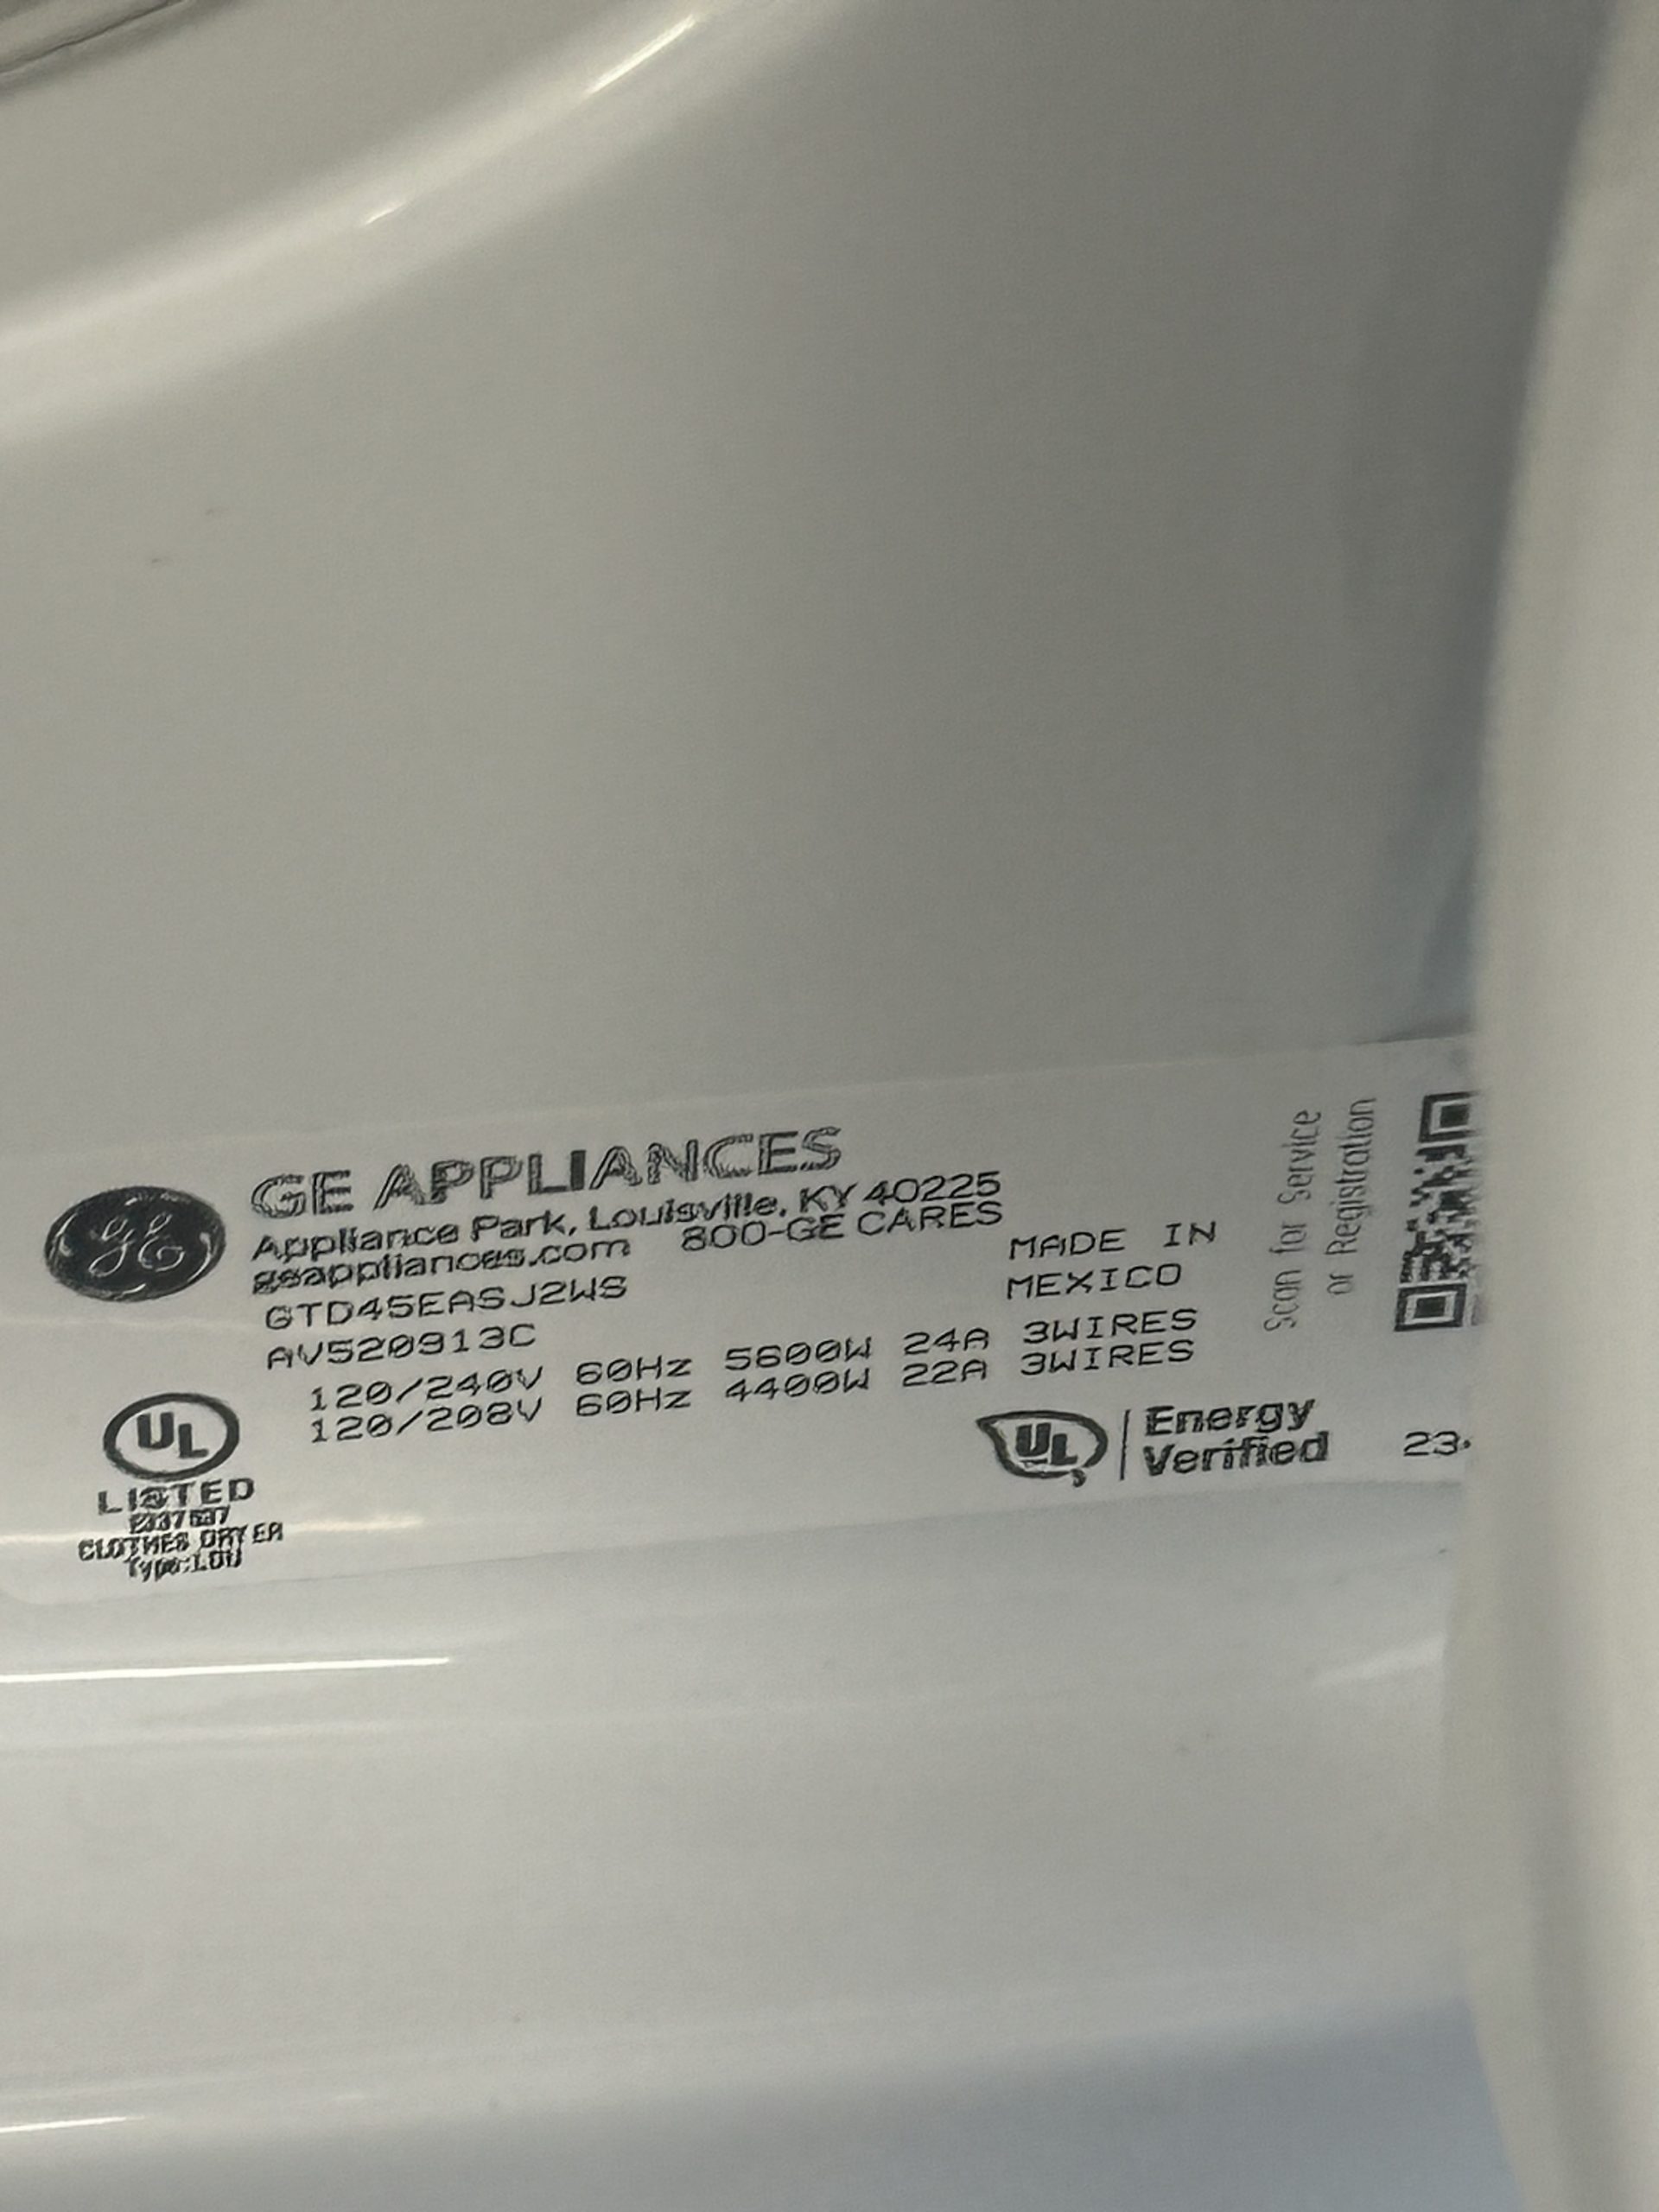 GE APPLIANCES
Appliance Park, Louisville, KY 40225
geappliances.com 800-GE CARES
GTD45EASJ2WS
AV520913C
MADE IN
MEXICO
120/240V 60Hz 5600W 24A 3WIRES
120/208V 60Hz 4400W 22A 3WIRES
UL
LISTED
CLOTHES DRYER
UL
Energy
Verified
Scan for Service
or Registration
23